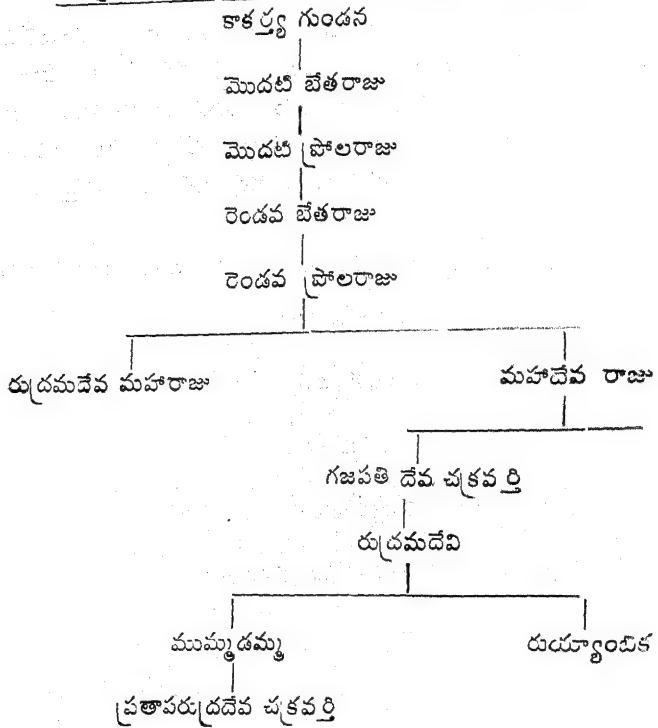 కాకర్త్య గుండన
మొదటి బేతరాజు
మొదటి ప్రోలరాజు
రెండవ బేతరాజు
రెండవ ప్రోలరాజు
రుద్రమదేవ మహారాజు మహాదేవ రాజు
గజపతి దేవ చక్రవర్తి
రుద్రమదేవి
ముమ్మడమ్మ రుయ్యాంబిక
ప్రతాపరుద్రదేవ చక్రవర్తి